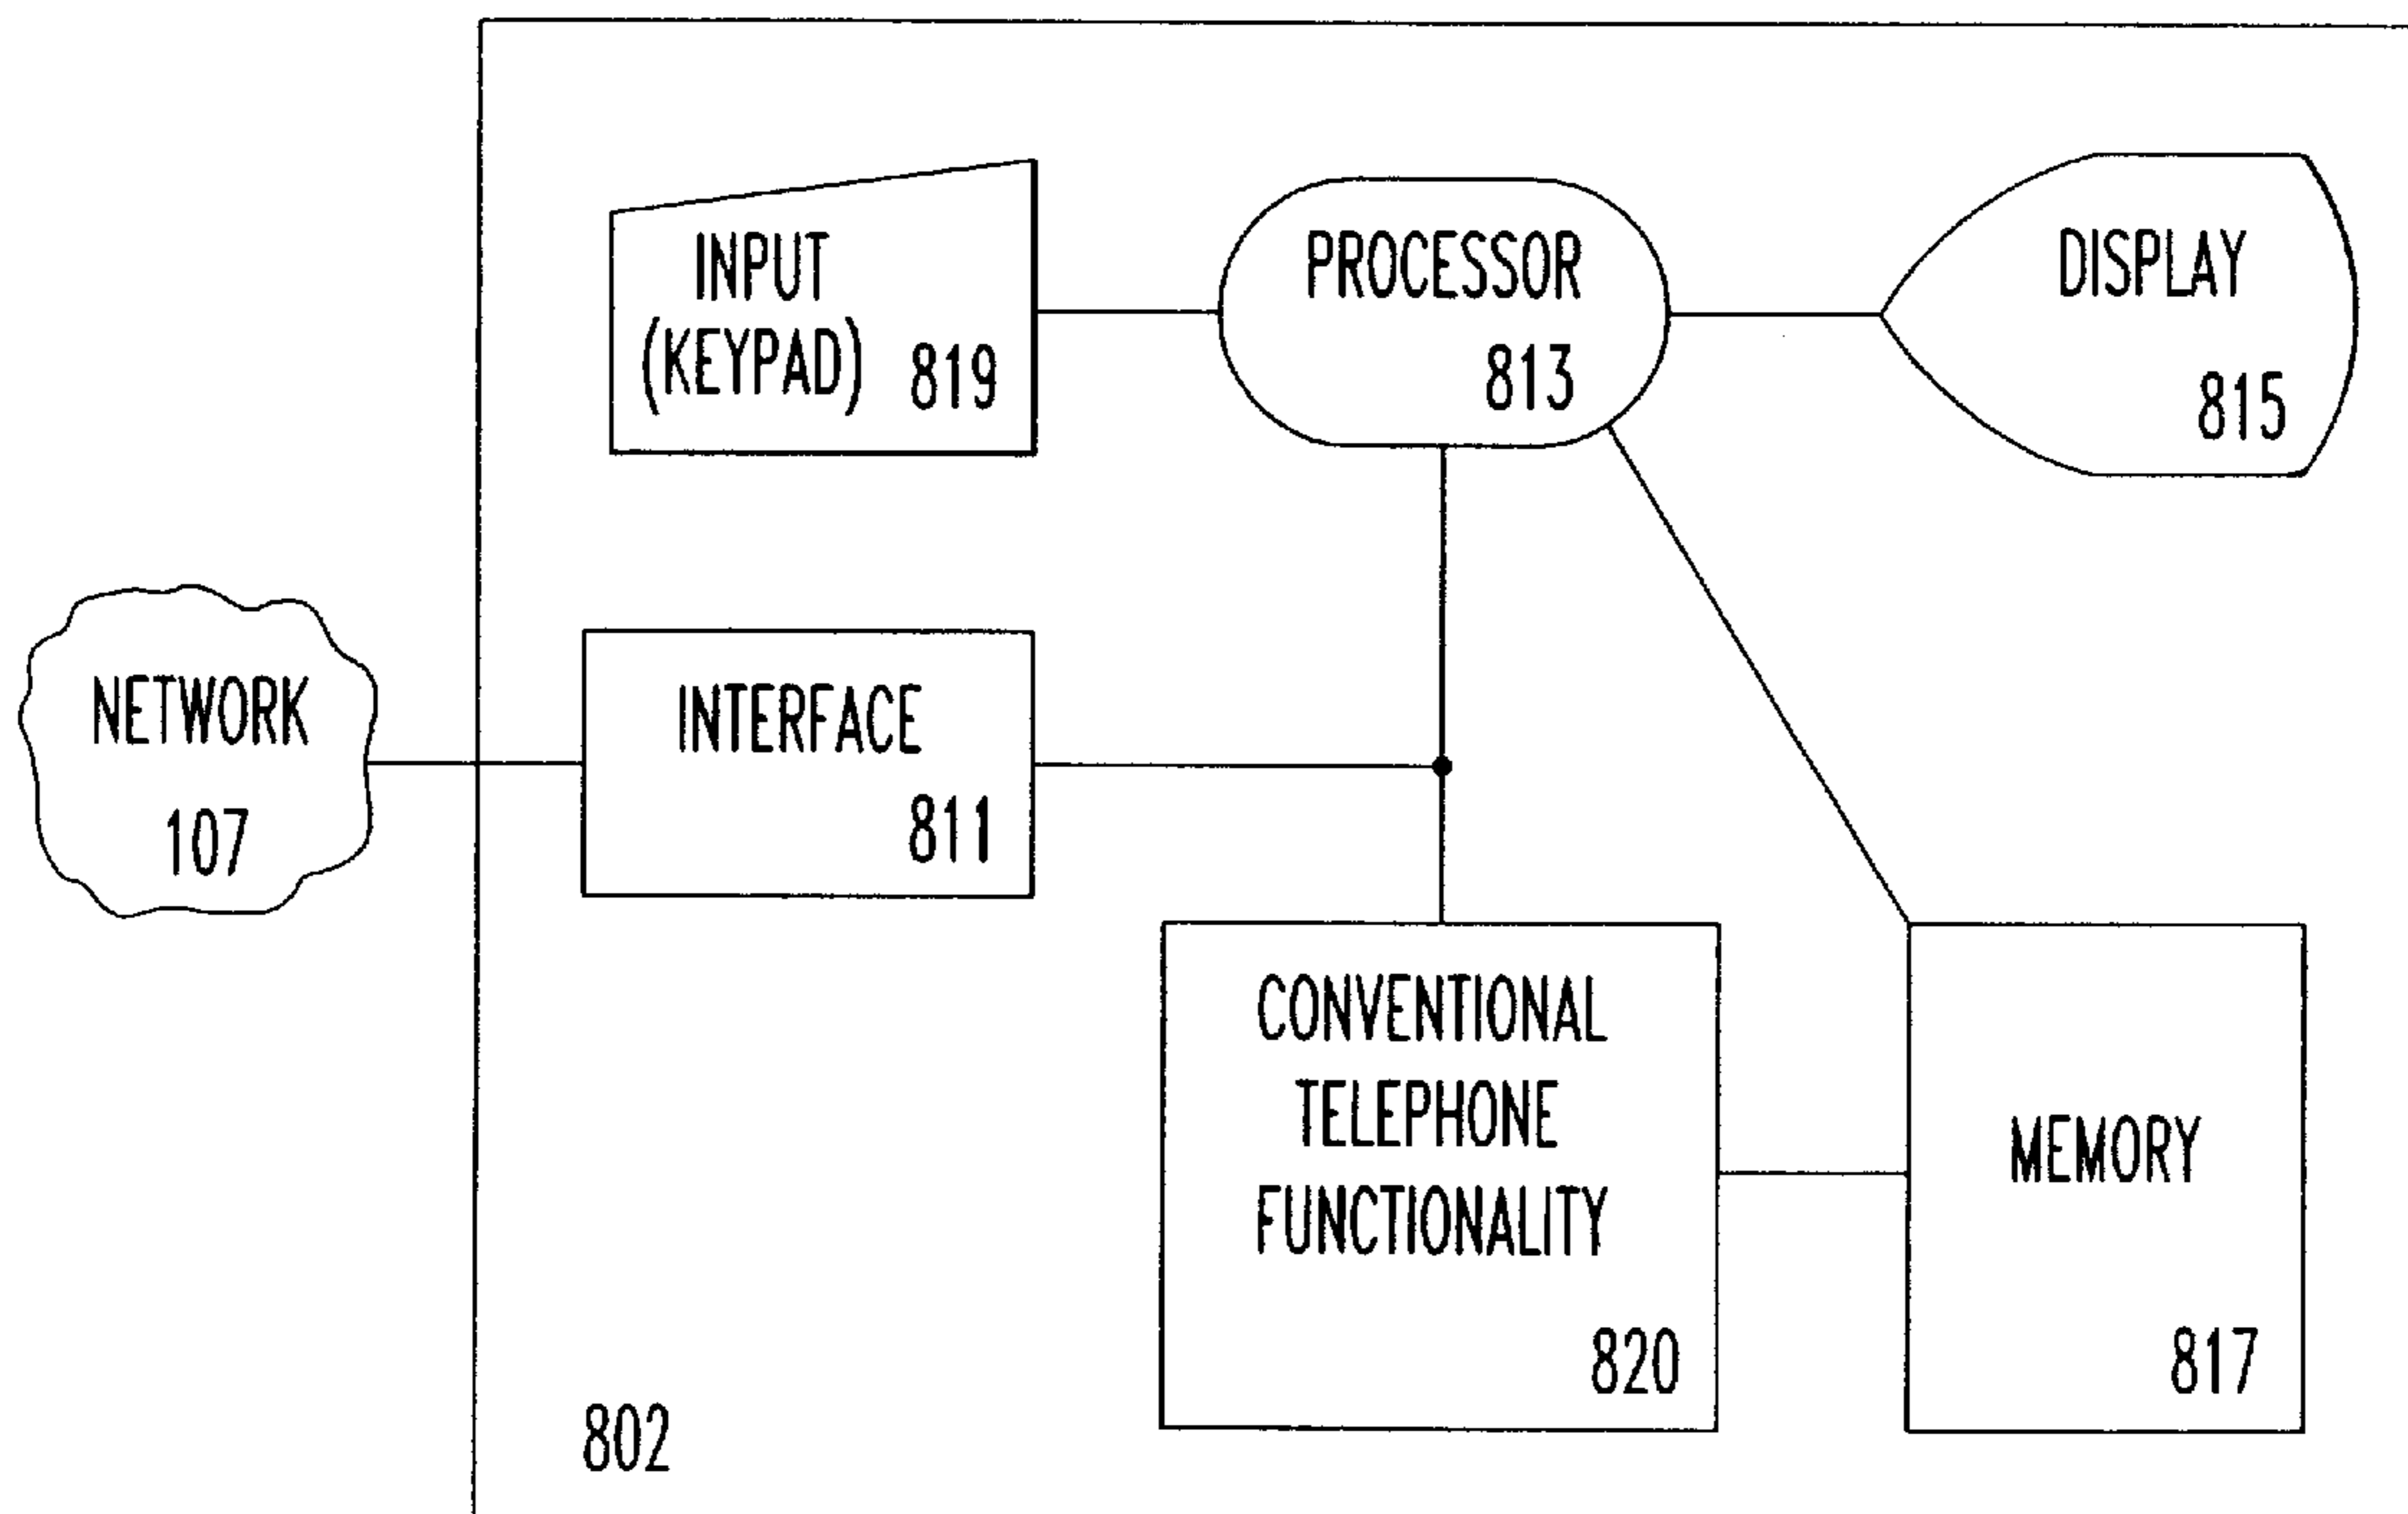 INPUT
(KEYPAD) 819
PROCESSOR
813
DISPLAY
815
NETWORK
107
INTERFACE
811
CONVENTIONAL
TELEPHONE
FUNCTIONALITY
820
MEMORY
817
802